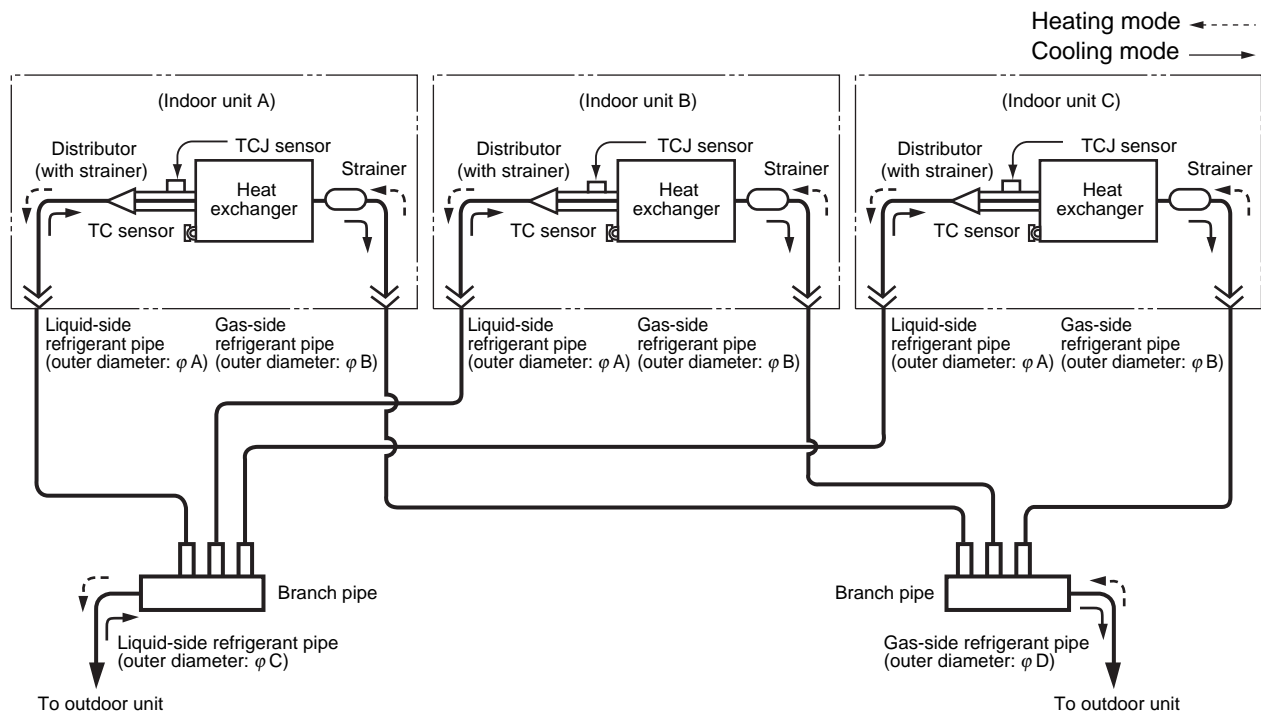 Heating mode
Cooling mode
(Indoor unit A)
Distributor
(with strainer)
TCJ sensor
Strainer
Heat
exchanger
TC sensor
Liquid-side
refrigerant pipe
(outer diameter: φ A)
Gas-side
refrigerant pipe
(outer diameter: φ B)
(Indoor unit B)
Distributor
(with strainer)
TCJ sensor
Strainer
Heat
exchanger
TC sensor
Liquid-side
refrigerant pipe
(outer diameter: φ A)
Gas-side
refrigerant pipe
(outer diameter: φ B)
(Indoor unit C)
Distributor
(with strainer)
TCJ sensor
Strainer
Heat
exchanger
TC sensor
Liquid-side
refrigerant pipe
(outer diameter: φ A)
Gas-side
refrigerant pipe
(outer diameter: φ B)
Branch pipe
Liquid-side refrigerant pipe
(outer diameter: φ C)
To outdoor unit
Branch pipe
Gas-side refrigerant pipe
(outer diameter: φ D)
To outdoor unit